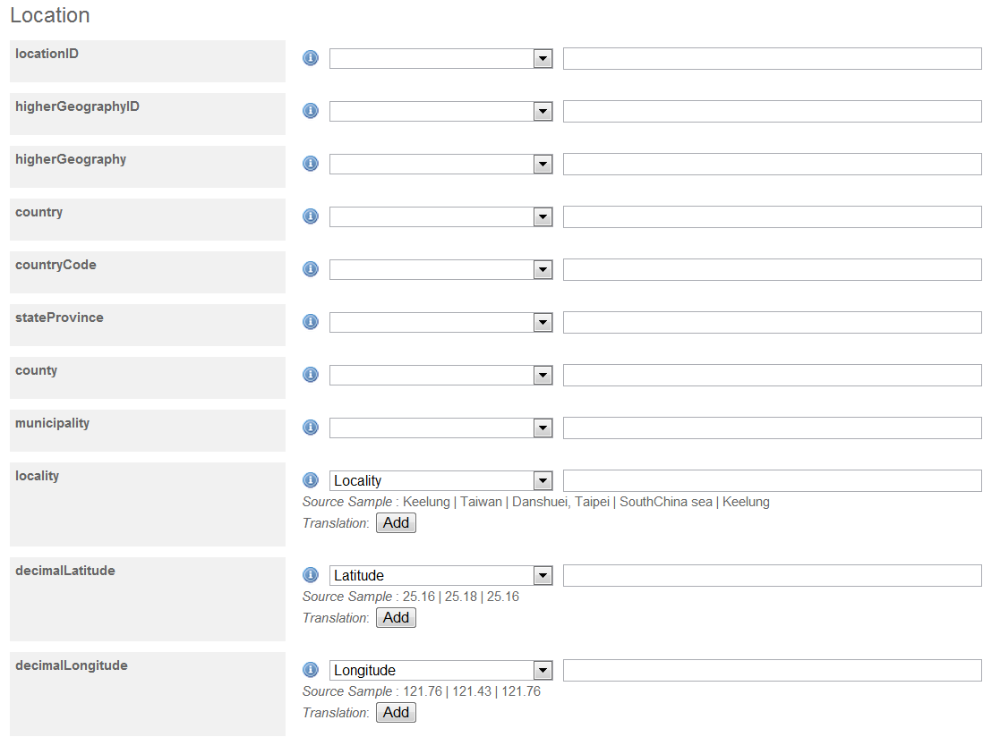 Location
locationID
higherGeographyID
higherGeography
country
countryCode
stateProvince
county
municipality
locality
Locality
Source Sample : Keelung | Taiwan | Danshuei, Taipei | SouthChina sea | Keelung
Translation: Add
decimalLatitude
Latitude
Source Sample : 25.16 | 25.18 | 25.16
Translation: Add
decimalLongitude
Longitude
Source Sample : 121.76 | 121.43 | 121.76
Translation: Add